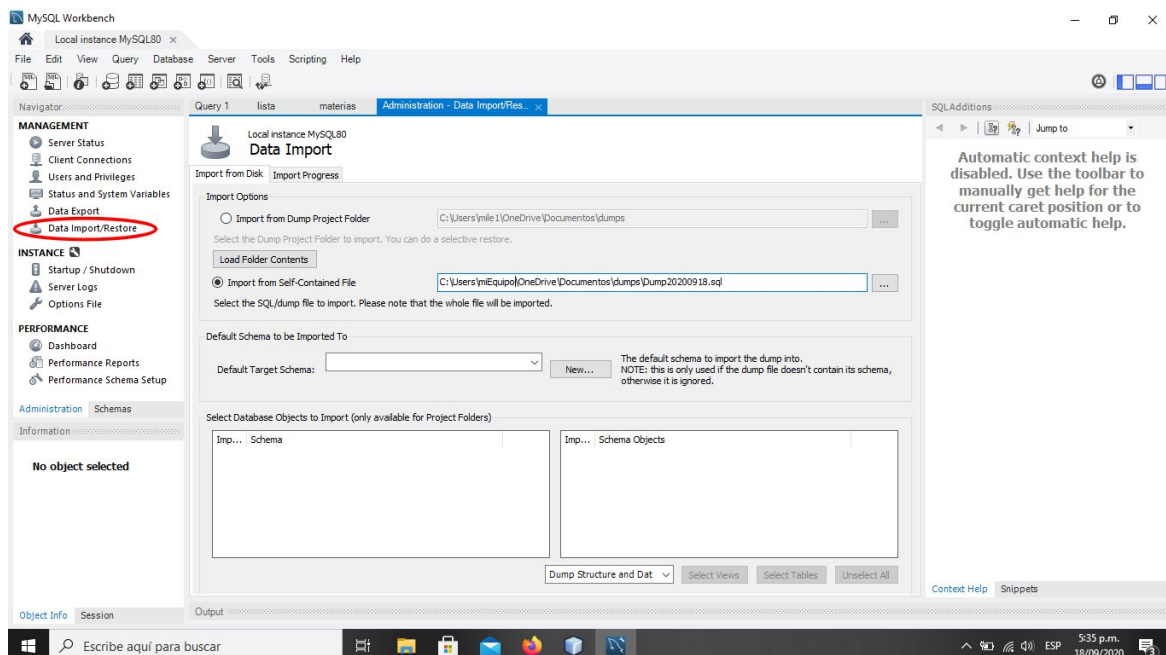 MySQL Workbench
Local instance MySQL80 ×
File Edit View Query Database Server Tools Scripting Help
Navigator
MANAGEMENT
Server Status
Client Connections
Users and Privileges
Status and System Variables
Data Export
Data Import/Restore
INSTANCE
Startup / Shutdown
Server Logs
Options File
PERFORMANCE
Dashboard
Performance Reports
Performance Schema Setup
Administration Schemas
Information
No object selected
Object Info Session
Query 1 lista materias Administration - Data Import/Res... ×
Local instance MySQL80
Data Import
Import from Disk Import Progress
Import Options
Import from Dump Project Folder C:\Users\mile1\OneDrive\Documentos\dumps ...
Select the Dump Project Folder to import. You can do a selective restore.
Load Folder Contents
Import from Self-Contained File C:\Users\miEquipo\OneDrive\Documentos\dumps\Dump20200918.sql ...
Select the SQL/dump file to import. Please note that the whole file will be imported.
Default Schema to be Imported To
Default Target Schema: New...
The default schema to import the dump into.
NOTE: this is only used if the dump file doesn't contain its schema,
otherwise it is ignored.
Select Database Objects to Import (only available for Project Folders)
Imp... Schema
Imp... Schema Objects
Dump Structure and Dat Select Views Select Tables Unselect All
Output
SQLAdditions
Jump to
Automatic context help is
disabled. Use the toolbar to
manually get help for the
current caret position or to
toggle automatic help.
Context Help Snippets
Escribe aquí para buscar
ESP
5:35 p.m.
18/09/2020
3